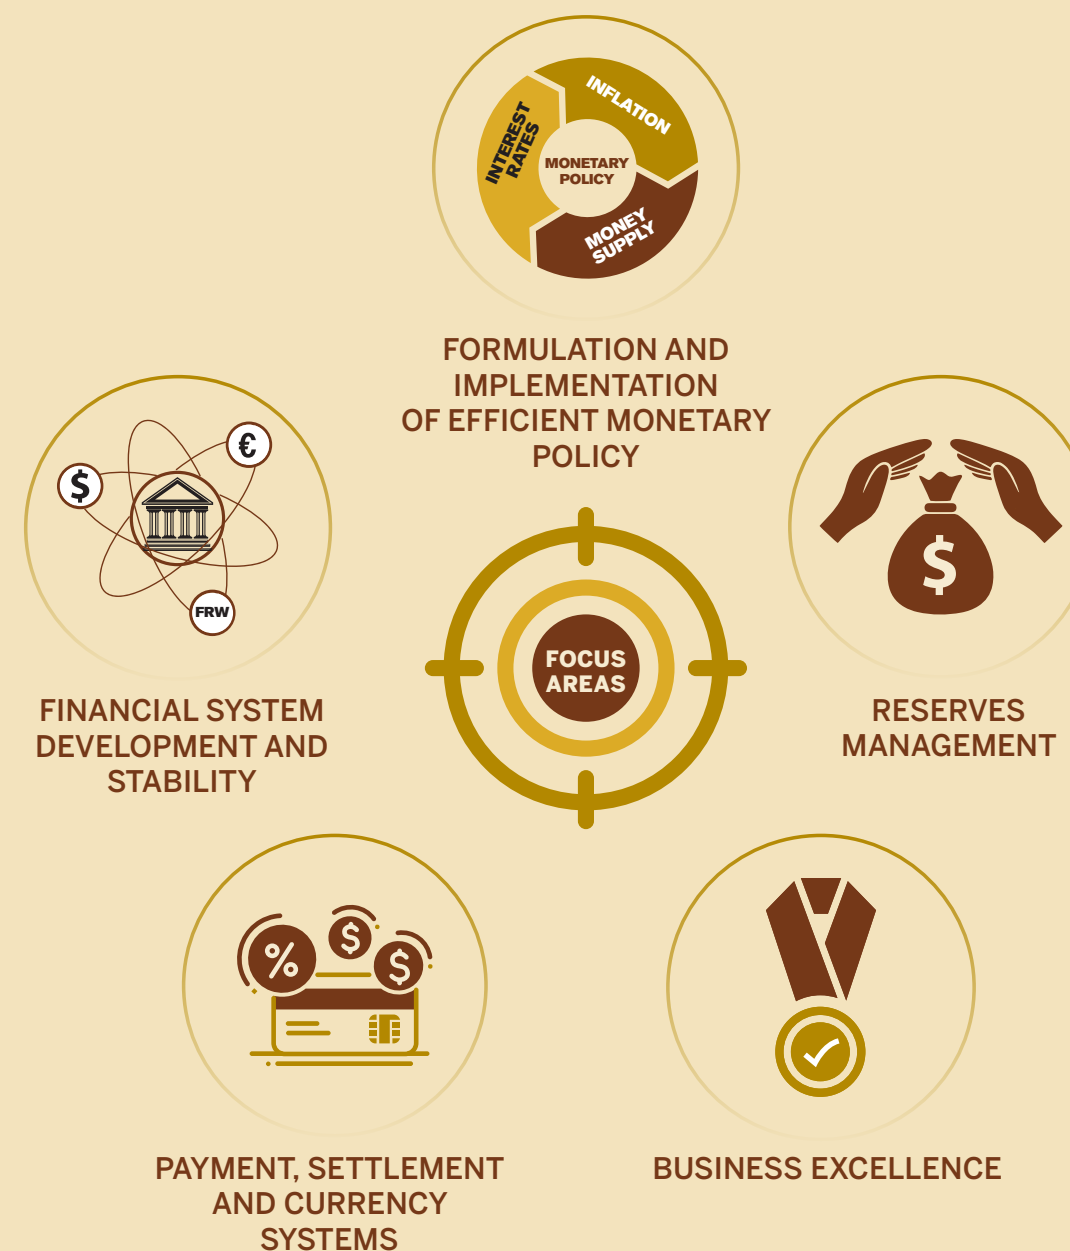 INFLATION
INTEREST
RATES
MONETARY
POLICY
MONEY
SUPPLY
FORMULATION AND
IMPLEMENTATION
OF EFFICIENT MONETARY
POLICY
€
$
FRW
FINANCIAL SYSTEM
DEVELOPMENT AND
STABILITY
FOCUS
AREAS
$
RESERVES
MANAGEMENT
%
$
$
PAYMENT, SETTLEMENT
AND CURRENCY
SYSTEMS
BUSINESS EXCELLENCE